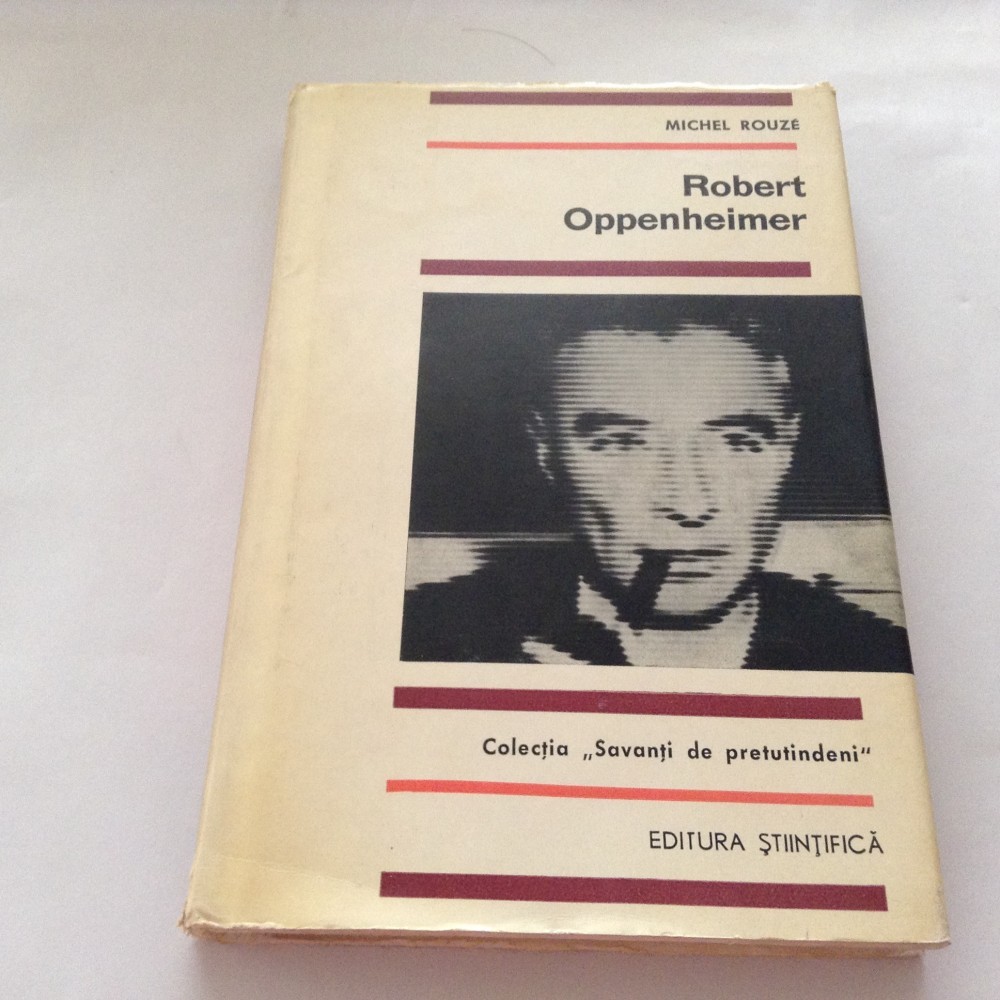 MICHEL ROUZÉ
Robert
Oppenheimer
Colecția „Savanți de pretutindeni“
EDITURA ȘTIINȚIFICĂ